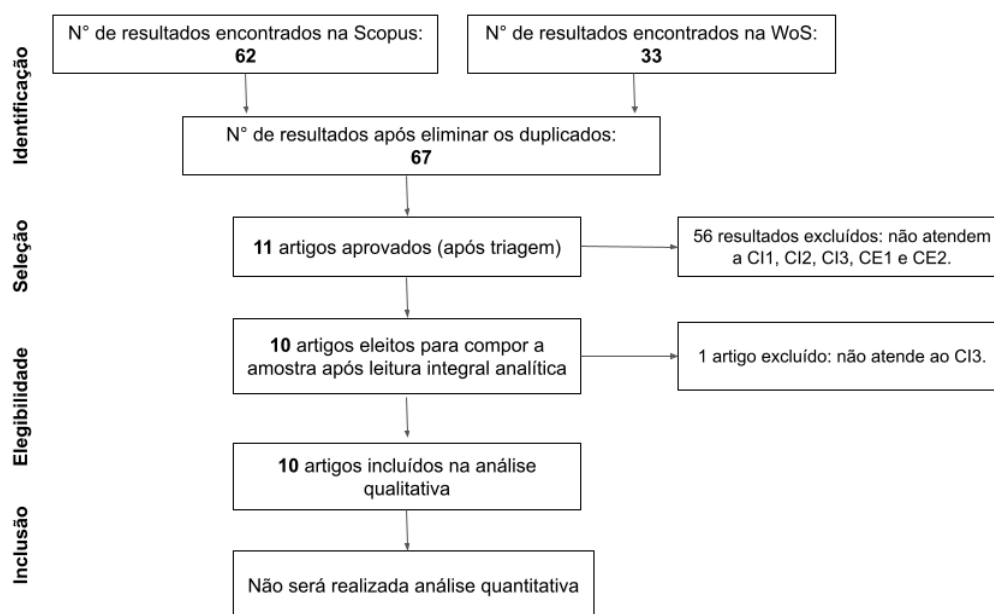 Identificação
N° de resultados encontrados na Scopus:
62
N° de resultados encontrados na WoS:
33
N° de resultados após eliminar os duplicados:
67
Seleção
11 artigos aprovados (após triagem)
56 resultados excluídos: não atendem
a CI1, CI2, CI3, CE1 e CE2.
Elegibilidade
10 artigos eleitos para compor a
amostra após leitura integral analítica
1 artigo excluído: não atende ao CI3.
10 artigos incluídos na análise
qualitativa
Inclusão
Não será realizada análise quantitativa